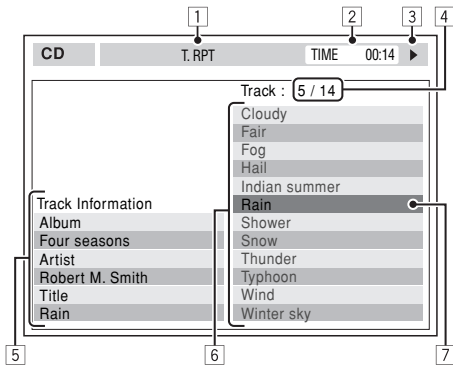 1 2 3 4
CD T. RPT TIME 00:14
Track : 5 / 14
Cloudy
Fair
Fog
Hail
Indian summer
Rain
Shower
Snow
Thunder
Typhoon
Wind
Winter sky
Track Information
Album
Four seasons
Artist
Robert M. Smith
Title
Rain
5 6 7